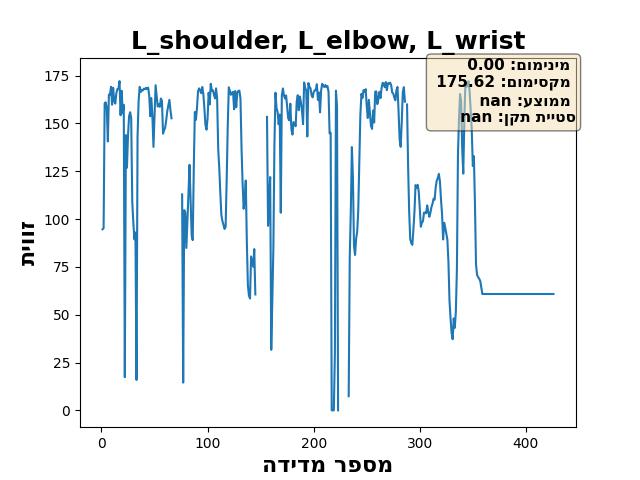 L_shoulder, L_elbow, L_wrist
מינימום: 0.00
מקסימום: 175.62
ממוצע: nan
סטיית תקן: nan
175
150
125
100
75
50
25
0
זווית
0 100 200 300 400
מספר מדידה